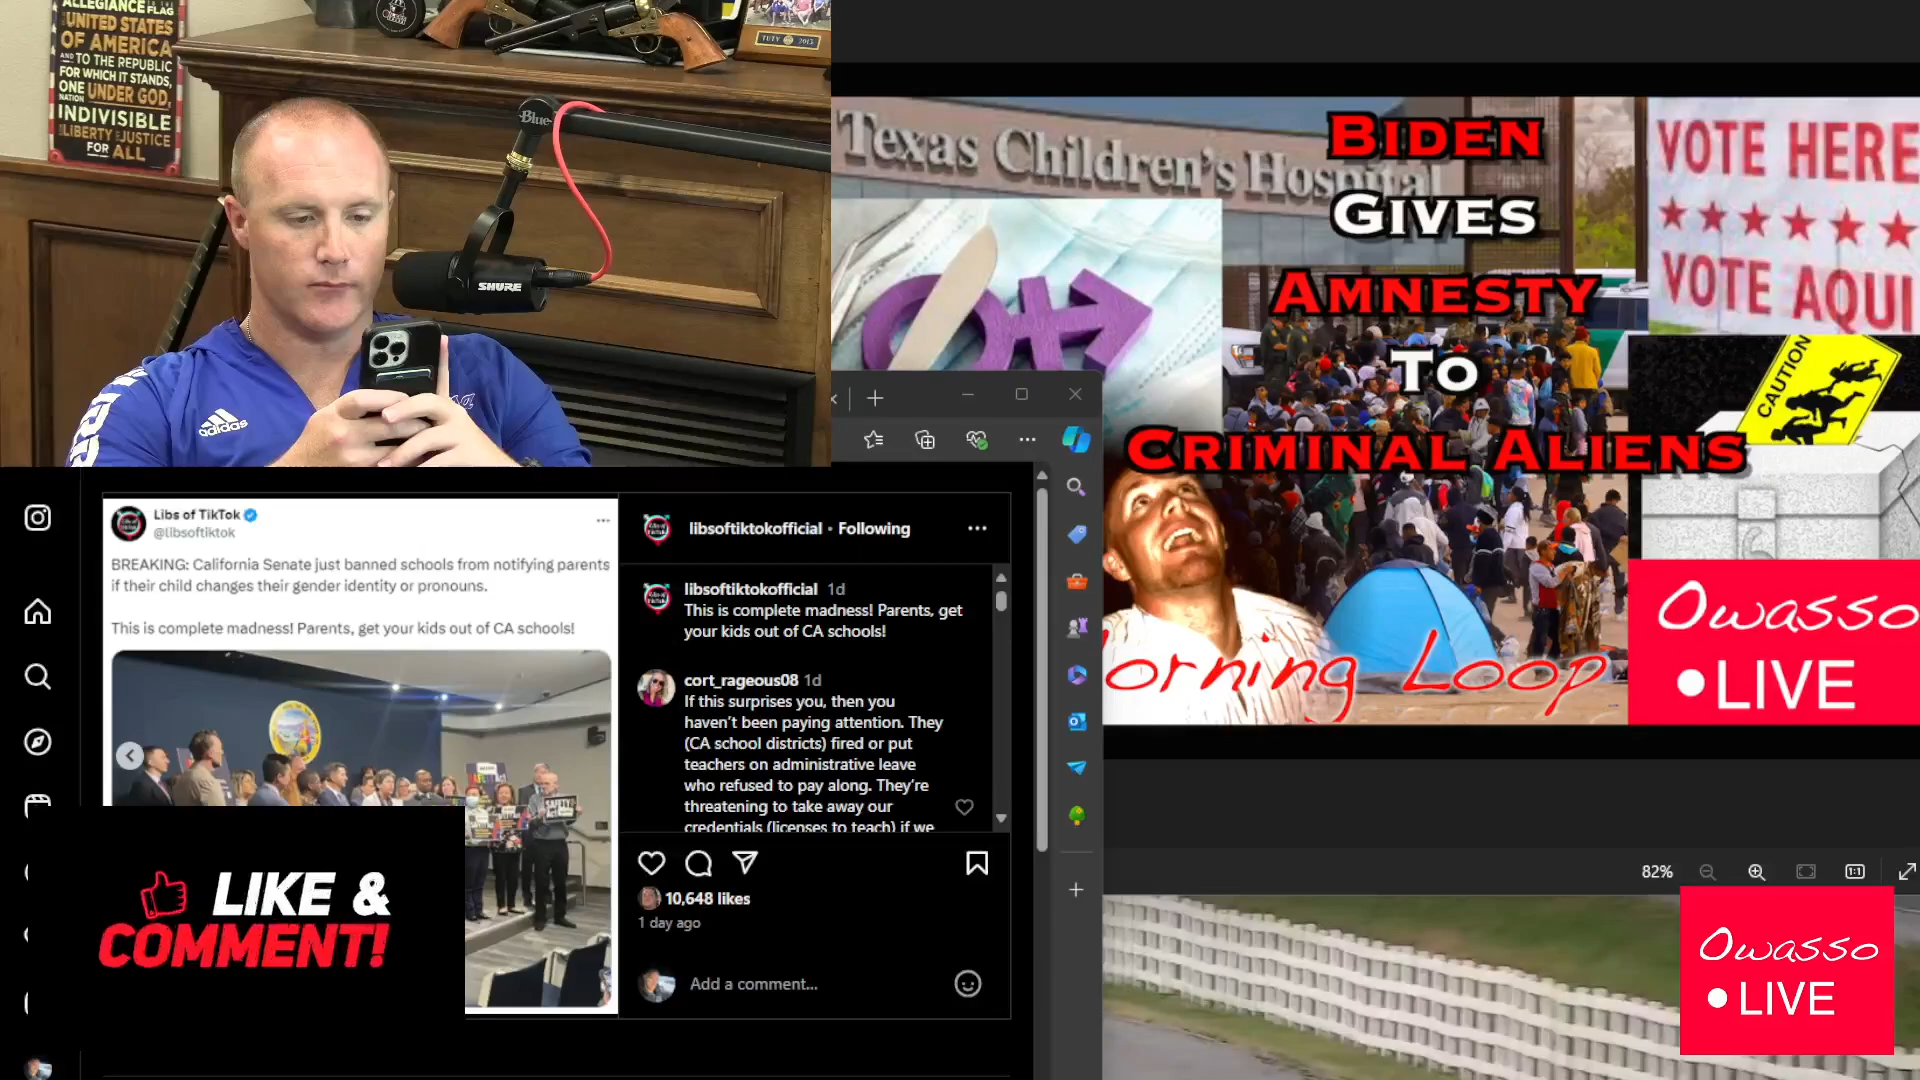 ALLEGIANCE FLAG
UNITED STATES
OF AMERICA
AND TO THE REPUBLIC
FOR WHICH IT STANDS,
ONE NATION UNDER GOD,
INDIVISIBLE
LIBERTY JUSTICE
FOR ALL
Blue
SHURE
adidas
TUTY 2013
Texas Children's Hospital
BIDEN
GIVES
AMNESTY
TO
CRIMINAL ALIENS
VOTE HERE
VOTE AQUI
CAUTION
orning Loop
Owasso
LIVE
Libs of TikTok
@libsoftiktok
BREAKING: California Senate just banned schools from notifying parents
if their child changes their gender identity or pronouns.
This is complete madness! Parents, get your kids out of CA schools!
libsoftiktokofficial • Following
libsoftiktokofficial 1d
This is complete madness! Parents, get
your kids out of CA schools!
cort_rageous08 1d
If this surprises you, then you
haven't been paying attention. They
(CA school districts) fired or put
teachers on administrative leave
who refused to pay along. They're
threatening to take away our
credentials (licenses to teach) if we
10,648 likes
1 day ago
Add a comment...
LIKE &
COMMENT!
82%
1:1
Owasso
LIVE